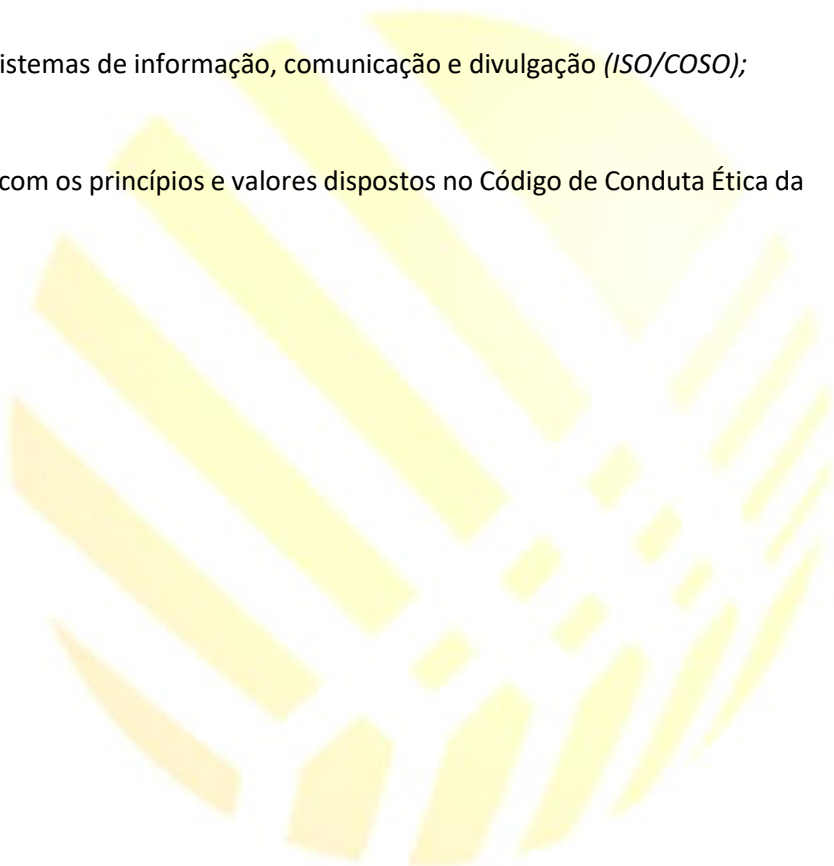 istemas de informação, comunicação e divulgação (ISO/COSO);
com os princípios e valores dispostos no Código de Conduta Ética da